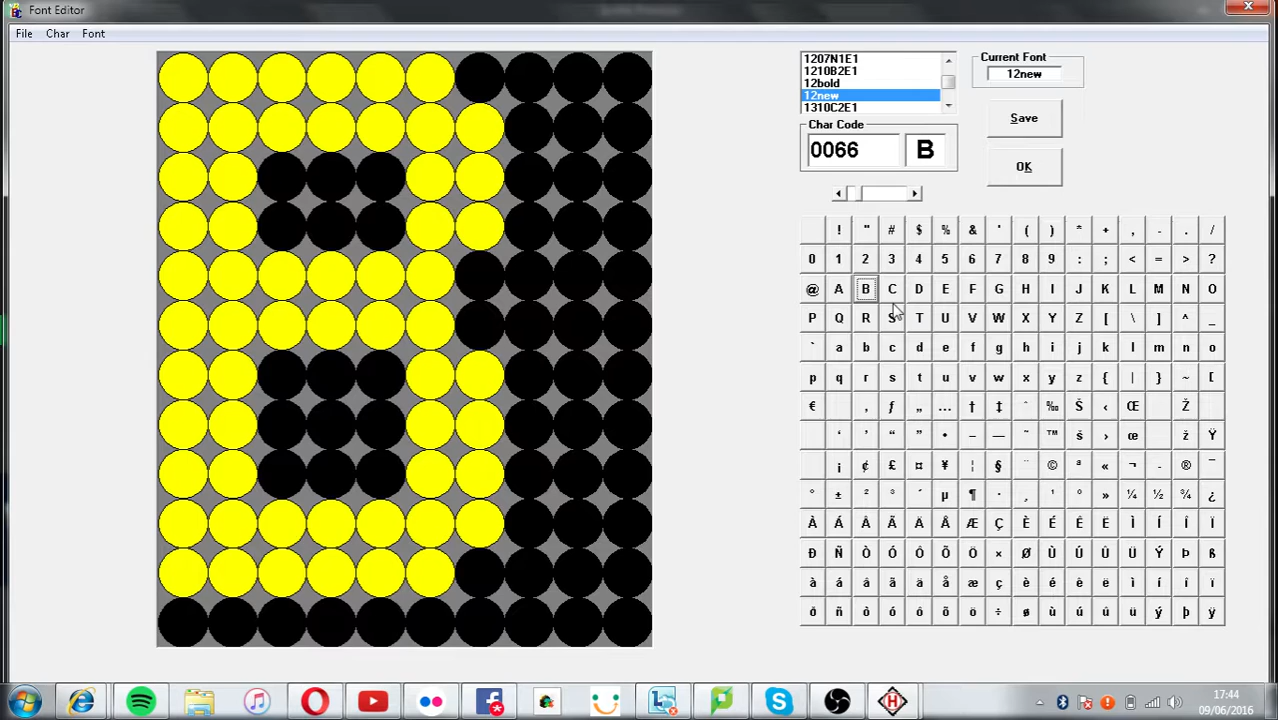 Font Editor
File Char Font
1207N1E1
1210B2E1
12bold
12new
1310C2E1
Current Font
12new
Save
OK
Char Code
0066 B
! " # $ % & ' ( ) * + , - . /
0 1 2 3 4 5 6 7 8 9 : ; < = > ?
@ A B C D E F G H I J K L M N O
P Q R S T U V W X Y Z [ \ ] ^ _
` a b c d e f g h i j k l m n o
p q r s t u v w x y z { | } ~ [
€ ‚ ƒ „ … † ‡ ˆ ‰ Š ‹ Œ Ž
‘ ’ “ ” • – — ˜ ™ š › œ ž Ÿ
¡ ¢ £ ¤ ¥ ¦ § ¨ © ª « ¬ - ® ¯
° ± ² ³ ´ µ ¶ · ¸ ¹ º » ¼ ½ ¾ ¿
À Á Â Ã Ä Å Æ Ç È É Ê Ë Ì Í Î Ï
Ð Ñ Ò Ó Ô Õ Ö × Ø Ù Ú Û Ü Ý Þ ß
à á â ã ä å æ ç è é ê ë ì í î ï
ð ñ ò ó ô õ ö ÷ ø ù ú û ü ý þ ÿ
17:44
09/06/2016